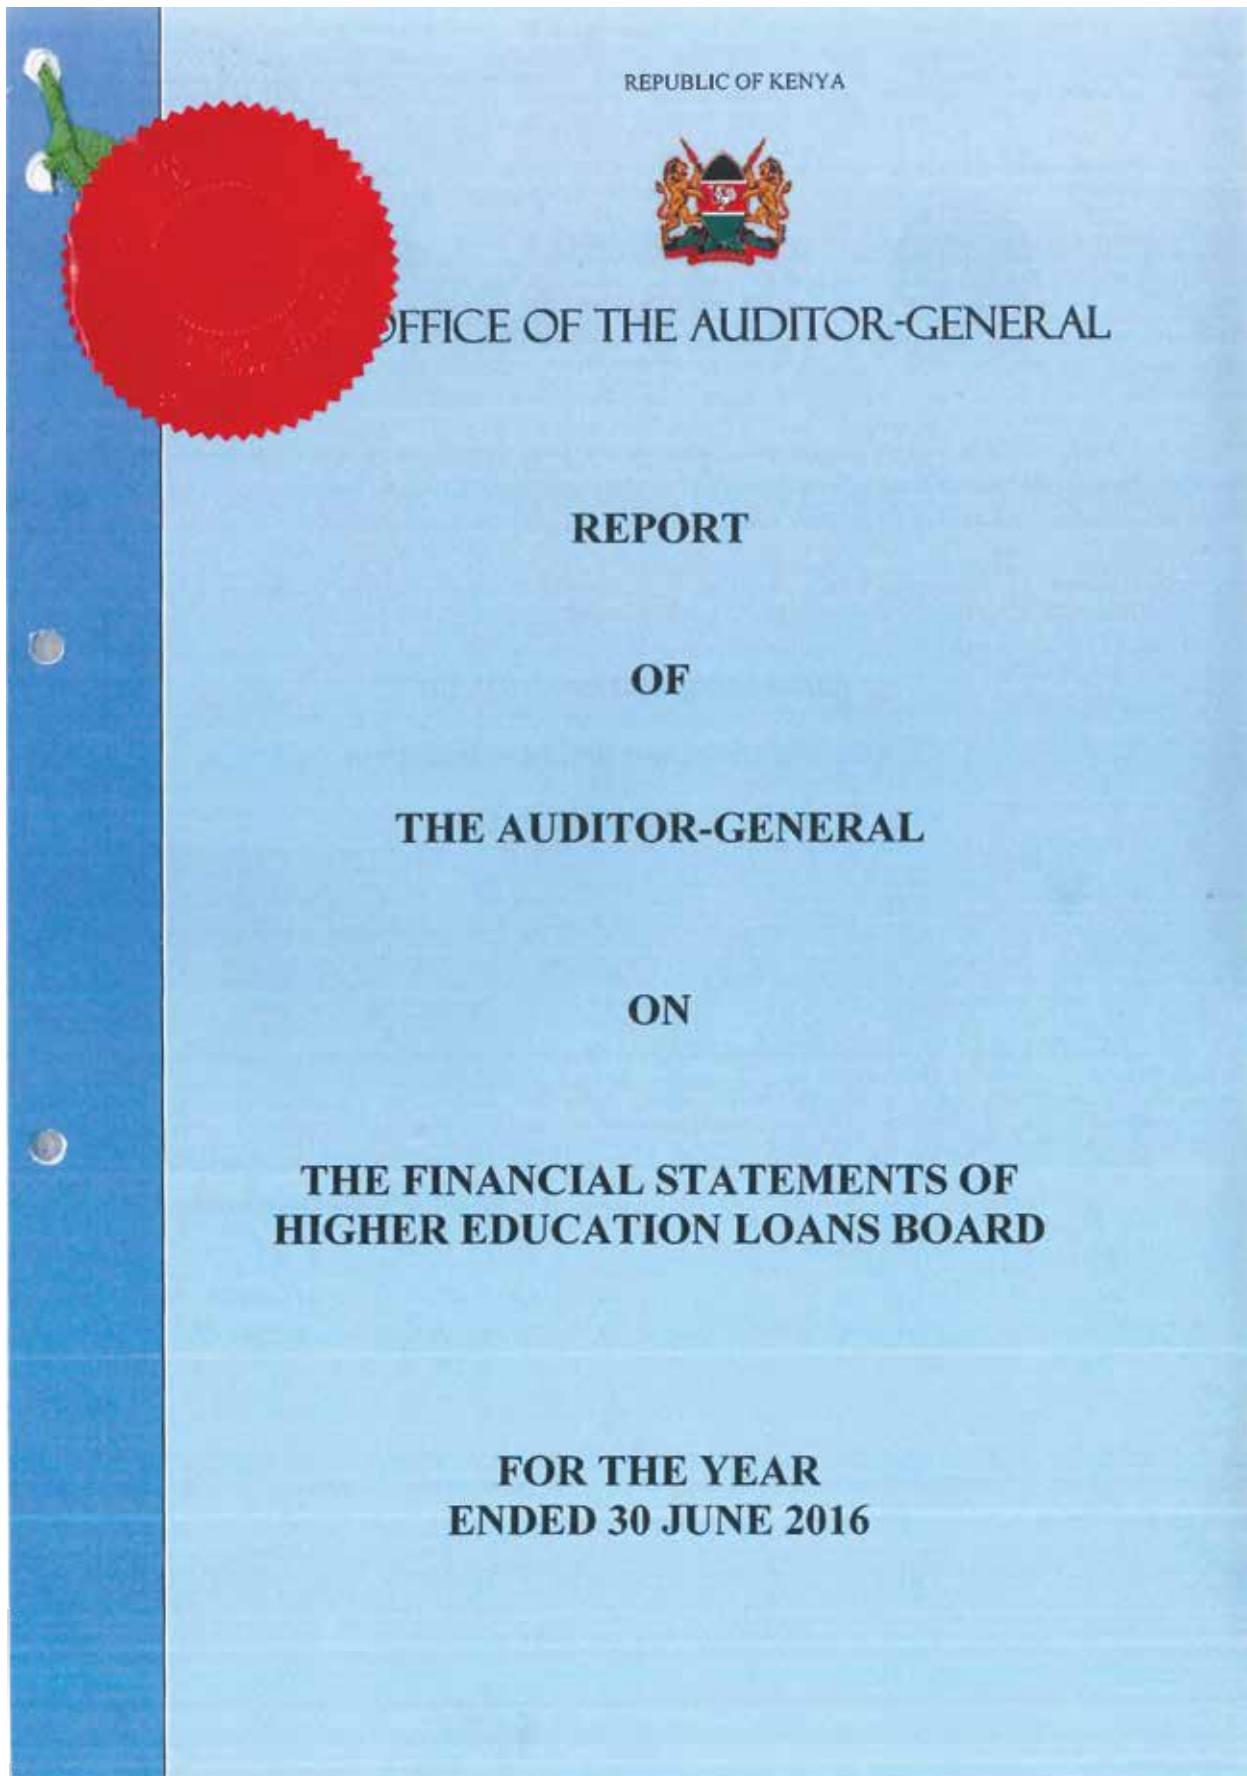 REPUBLIC OF KENYA
OFFICE OF THE AUDITOR-GENERAL
REPORT
OF
THE AUDITOR-GENERAL
ON
THE FINANCIAL STATEMENTS OF
HIGHER EDUCATION LOANS BOARD
FOR THE YEAR
ENDED 30 JUNE 2016